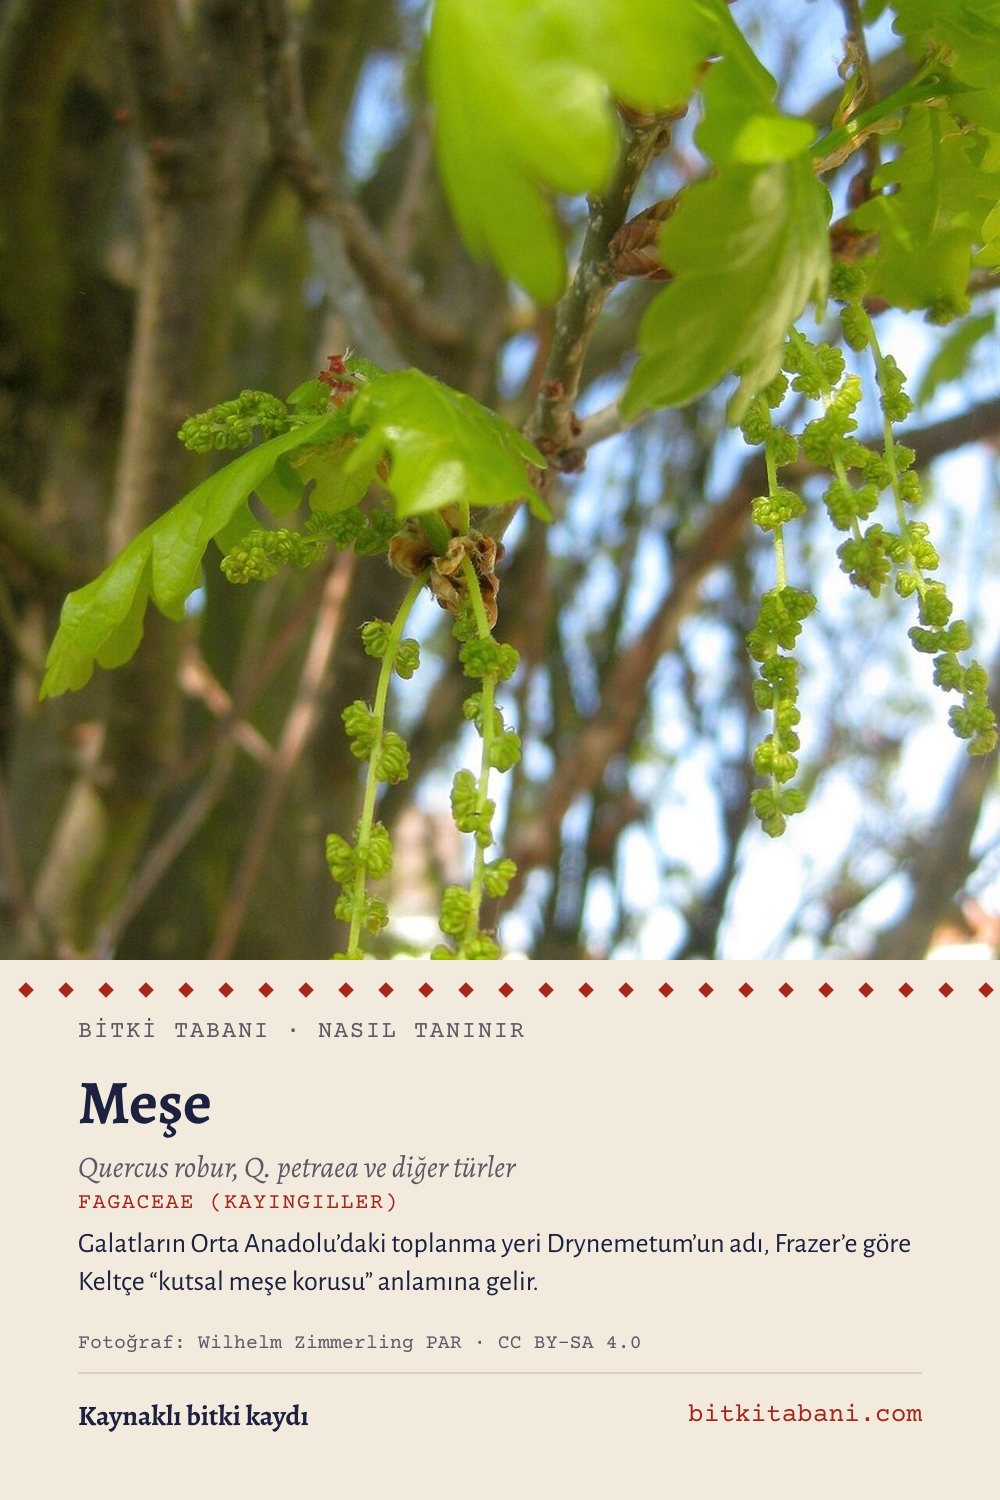 BİTKİ TABANI · NASIL TANINIR
Meşe
Quercus robur, Q. petraea ve diğer türler
FAGACEAE (KAYINGILLER)
Galatların Orta Anadolu’daki toplanma yeri Drynemetum’un adı, Frazer’e göre
Keltçe “kutsal meşe korusu” anlamına gelir.
Fotoğraf: Wilhelm Zimmerling PAR · CC BY-SA 4.0
Kaynaklı bitki kaydı
bitkitabani.com